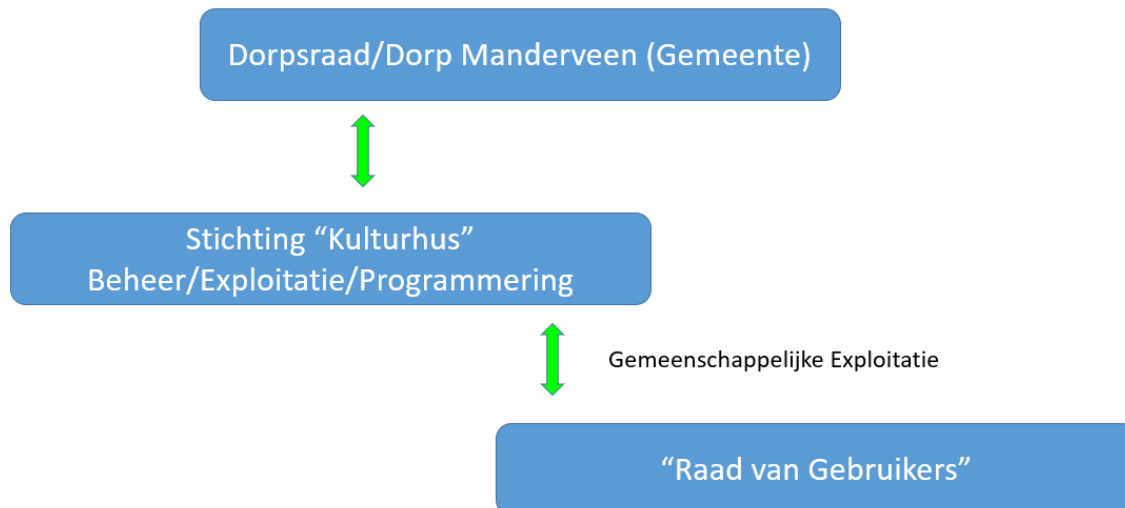 Dorpsraad/Dorp Manderveen (Gemeente)
Stichting “Kulturhus”
Beheer/Exploitatie/Programmering
Gemeenschappelijke Exploitatie
“Raad van Gebruikers”